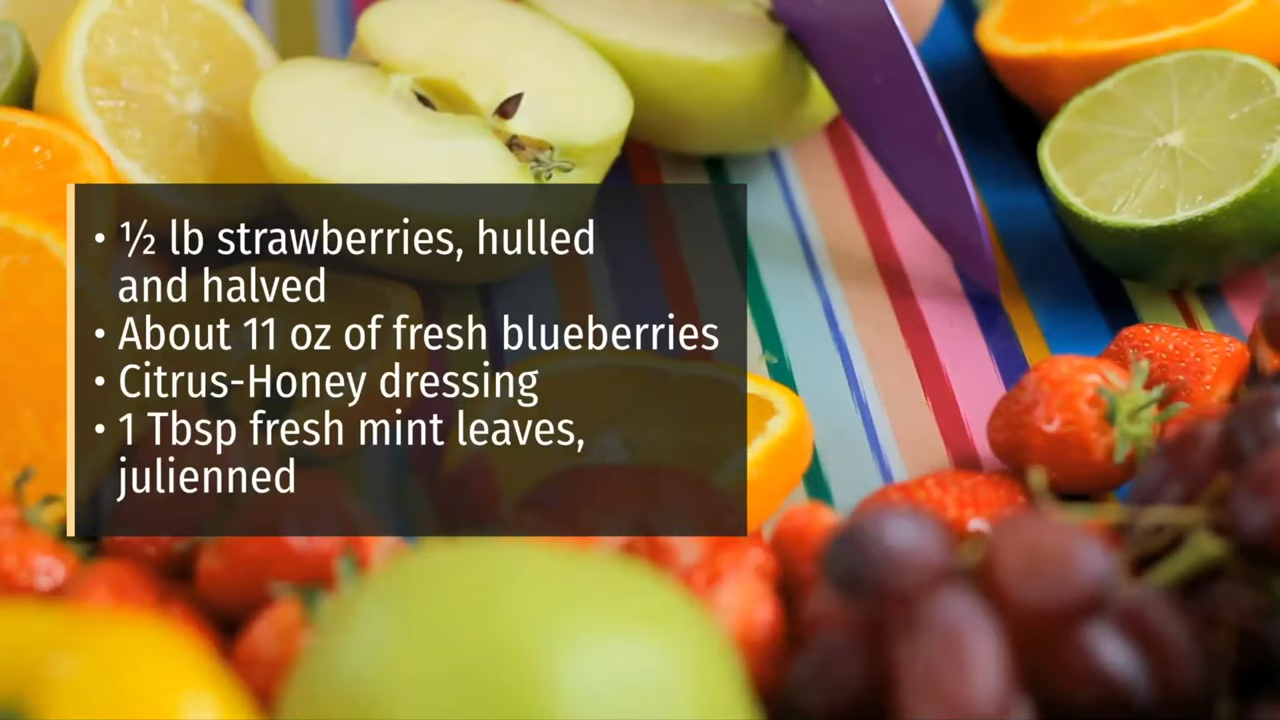 • ½ lb strawberries, hulled
and halved
• About 11 oz of fresh blueberries
• Citrus-Honey dressing
• 1 Tbsp fresh mint leaves,
julienned